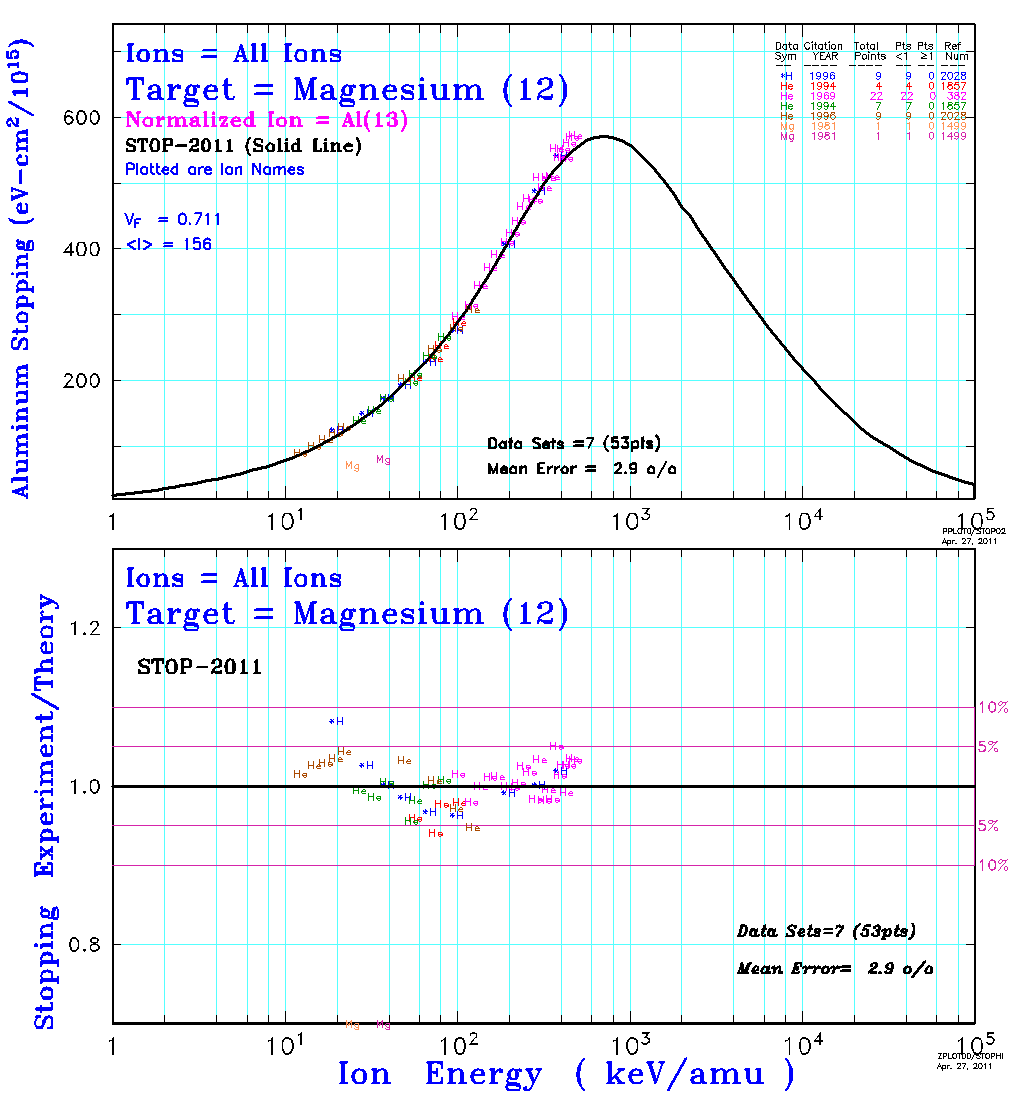 Ions = All Ions
Target = Magnesium (12)
Normalized Ion = Al(13)
STOP-2011 (Solid Line)
Plotted are Ion Names
V_F = 0.711
<I> = 156
Data Citation Total Pts Pts Ref
Sym YEAR Points <1 ≥1 Num
*H 1996 9 9 0 2028
He 1994 4 4 0 1857
He 1969 22 22 0 382
He 1994 7 7 0 1857
He 1996 9 9 0 2028
Mg 1981 1 1 0 1499
Mg 1981 1 1 0 1499
Aluminum Stopping (eV-cm²/10¹⁵)
600
400
200
Mg Mg
Data Sets =7 (53pts)
Mean Error = 2.9 o/o
1 10¹ 10² 10³ 10⁴ 10⁵
Apr. 27, 2011
Ions = All Ions
Target = Magnesium (12)
STOP-2011
Stopping Experiment/Theory
1.2
1.0
0.8
10%
5%
5%
10%
Data Sets=7 (53pts)
Mean Error= 2.9 o/o
Mg Mg
1 10¹ 10² 10³ 10⁴ 10⁵
Apr. 27, 2011
Ion Energy ( keV/amu )